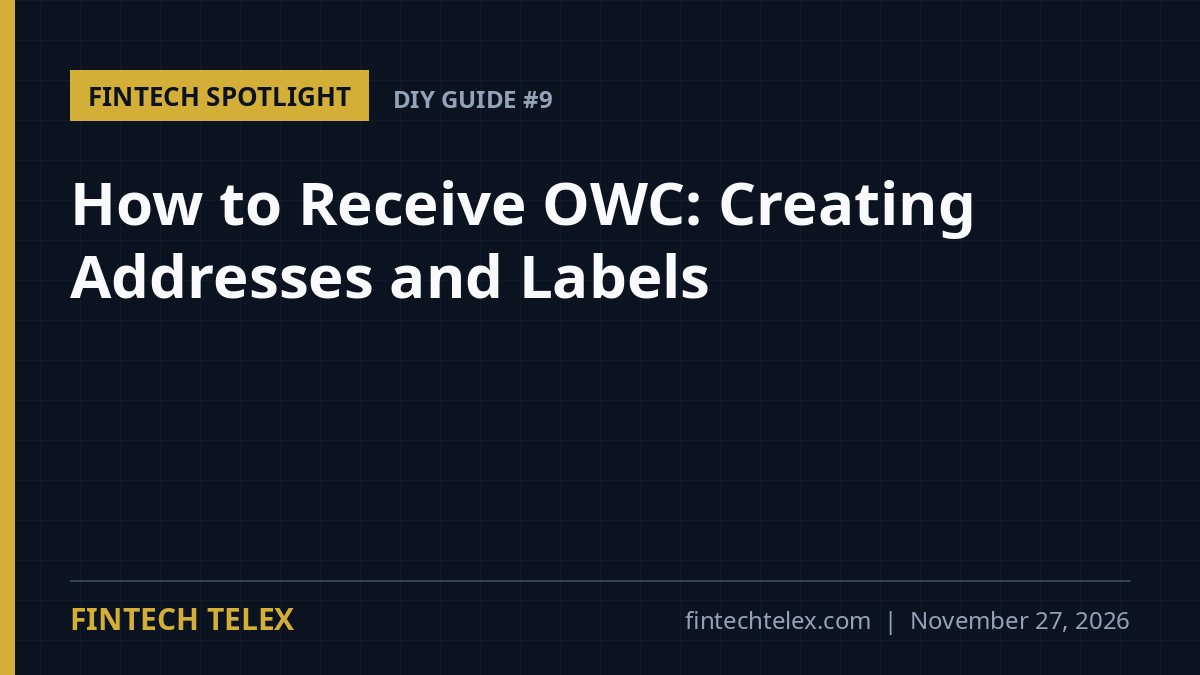 FINTECH SPOTLIGHT DIY GUIDE #9
How to Receive OWC: Creating
Addresses and Labels
FINTECH TELEX fintechtelex.com | November 27, 2026